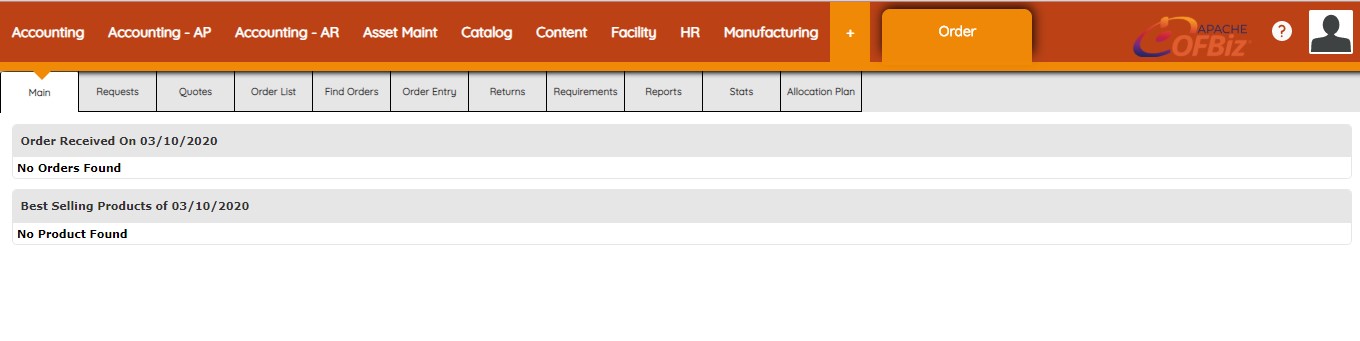 Accounting Accounting - AP Accounting - AR Asset Maint Catalog Content Facility HR Manufacturing + Order APACHE OFBiz ?
Main Requests Quotes Order List Find Orders Order Entry Returns Requirements Reports Stats Allocation Plan
Order Received On 03/10/2020
No Orders Found
Best Selling Products of 03/10/2020
No Product Found